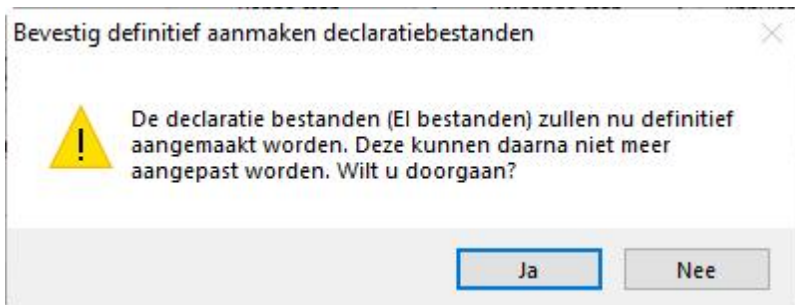 Bevestig definitief aanmaken declaratiebestanden
De declaratie bestanden (EI bestanden) zullen nu definitief
aangemaakt worden. Deze kunnen daarna niet meer
aangepast worden. Wilt u doorgaan?
Ja
Nee